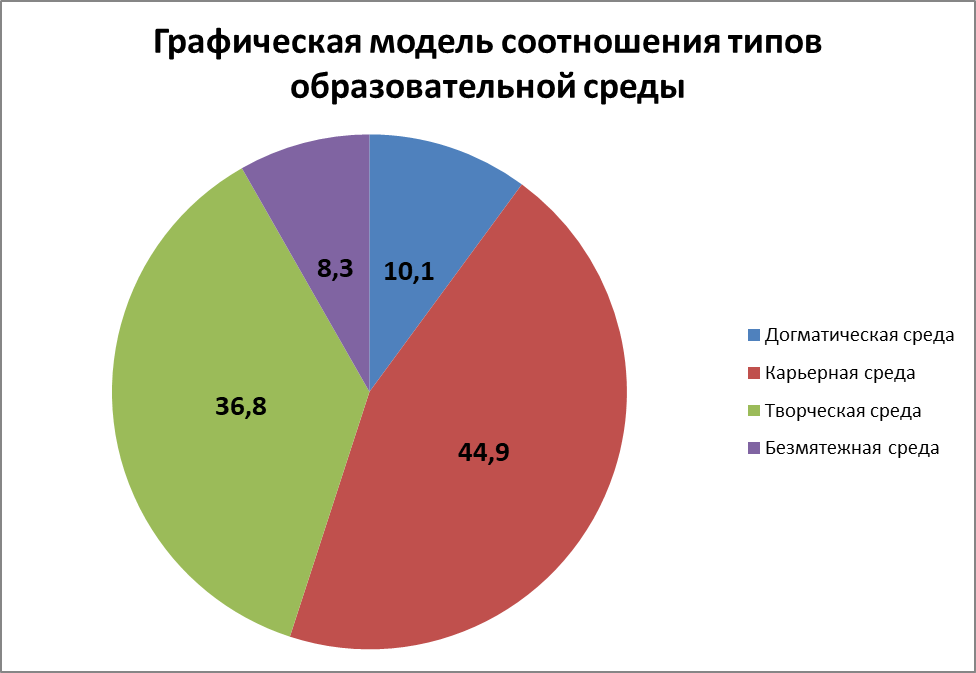 Графическая модель соотношения типов
образовательной среды
8,3
10,1
36,8
44,9
Догматическая среда
Карьерная среда
Творческая среда
Безмятежная среда